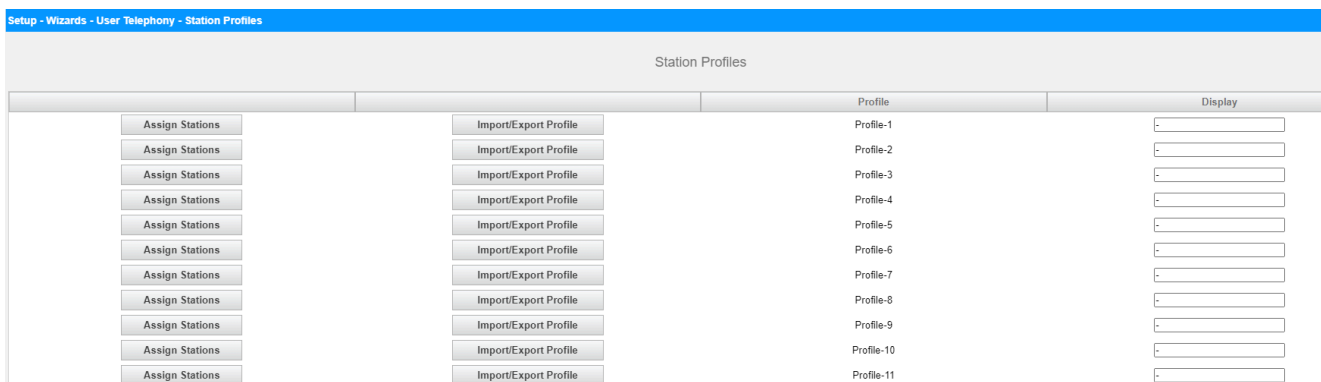 Setup - Wizards - User Telephony - Station Profiles
Station Profiles
Profile Display
Assign Stations Import/Export Profile Profile-1 -
Assign Stations Import/Export Profile Profile-2 -
Assign Stations Import/Export Profile Profile-3 -
Assign Stations Import/Export Profile Profile-4 -
Assign Stations Import/Export Profile Profile-5 -
Assign Stations Import/Export Profile Profile-6 -
Assign Stations Import/Export Profile Profile-7 -
Assign Stations Import/Export Profile Profile-8 -
Assign Stations Import/Export Profile Profile-9 -
Assign Stations Import/Export Profile Profile-10 -
Assign Stations Import/Export Profile Profile-11 -